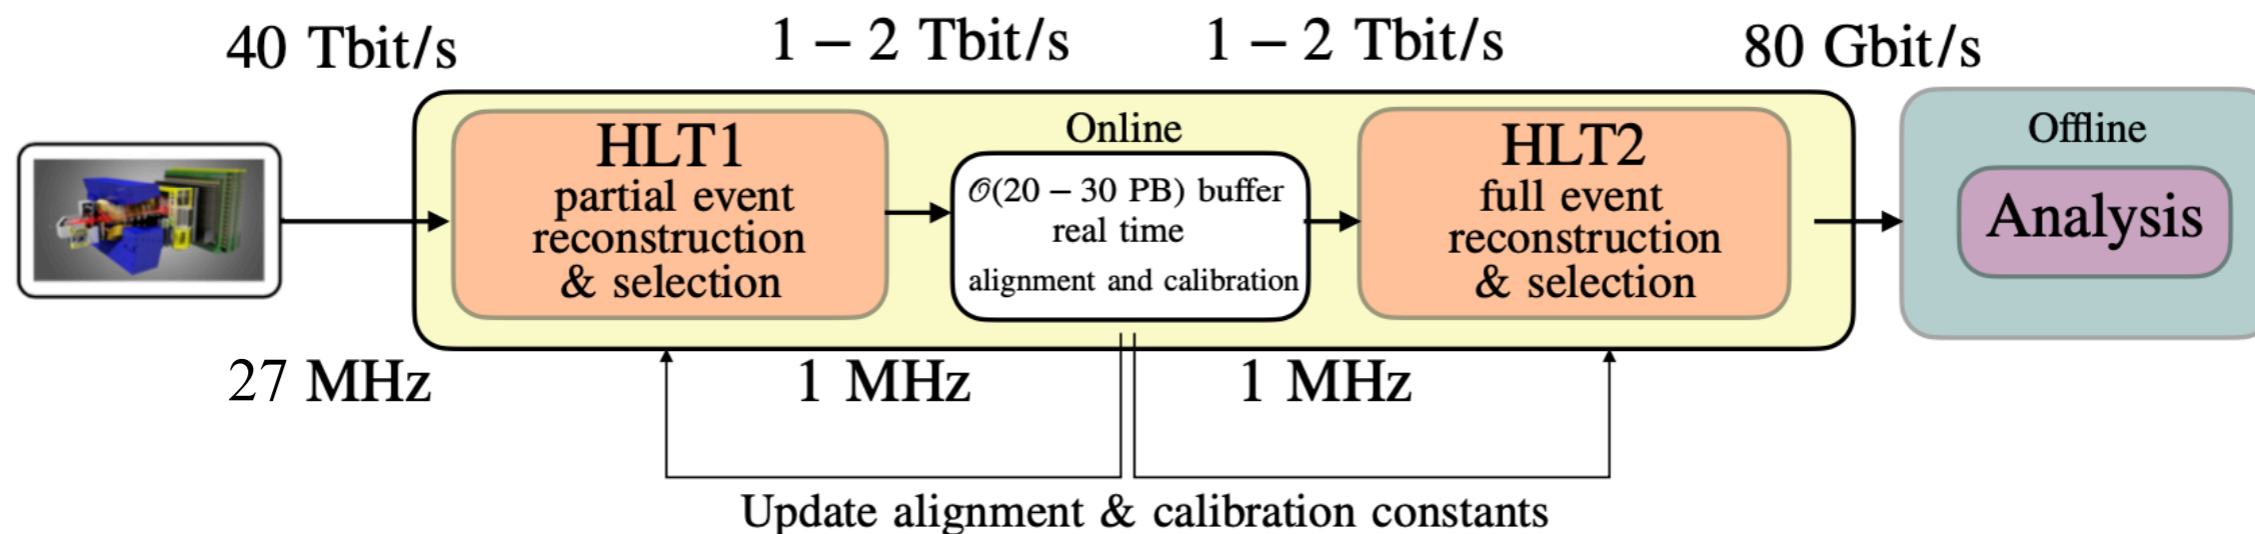 40 Tbit/s
1 – 2 Tbit/s
1 – 2 Tbit/s
80 Gbit/s
HLT1
partial event
reconstruction
& selection
Online
𝒪(20 – 30 PB) buffer
real time
alignment and calibration
HLT2
full event
reconstruction
& selection
Offline
Analysis
27 MHz
1 MHz
1 MHz
Update alignment & calibration constants